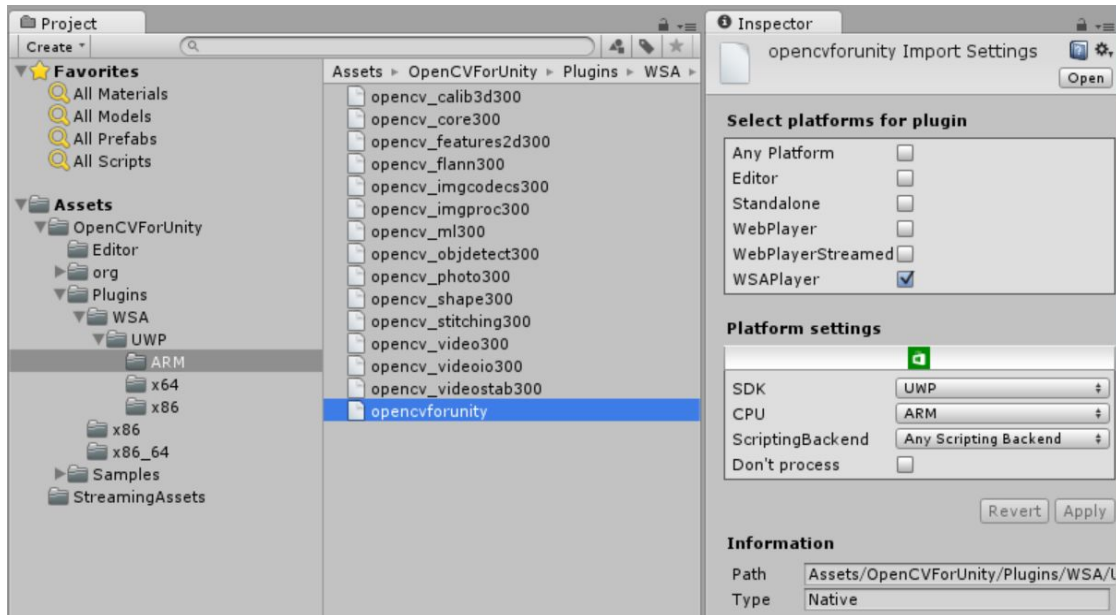 Project
Create
Favorites
All Materials
All Models
All Prefabs
All Scripts
Assets
OpenCVForUnity
Editor
org
Plugins
WSA
UWP
ARM
x64
x86
x86
x86_64
Samples
StreamingAssets
Assets ▸ OpenCVForUnity ▸ Plugins ▸ WSA ▸
opencv_calib3d300
opencv_core300
opencv_features2d300
opencv_flann300
opencv_imgcodecs300
opencv_imgproc300
opencv_ml300
opencv_objdetect300
opencv_photo300
opencv_shape300
opencv_stitching300
opencv_video300
opencv_videoio300
opencv_videostab300
opencvforunity
Inspector
opencvforunity Import Settings
Open
Select platforms for plugin
Any Platform
Editor
Standalone
WebPlayer
WebPlayerStreamed
WSAPlayer
Platform settings
SDK UWP
CPU ARM
ScriptingBackend Any Scripting Backend
Don't process
Revert Apply
Information
Path Assets/OpenCVForUnity/Plugins/WSA/
Type Native